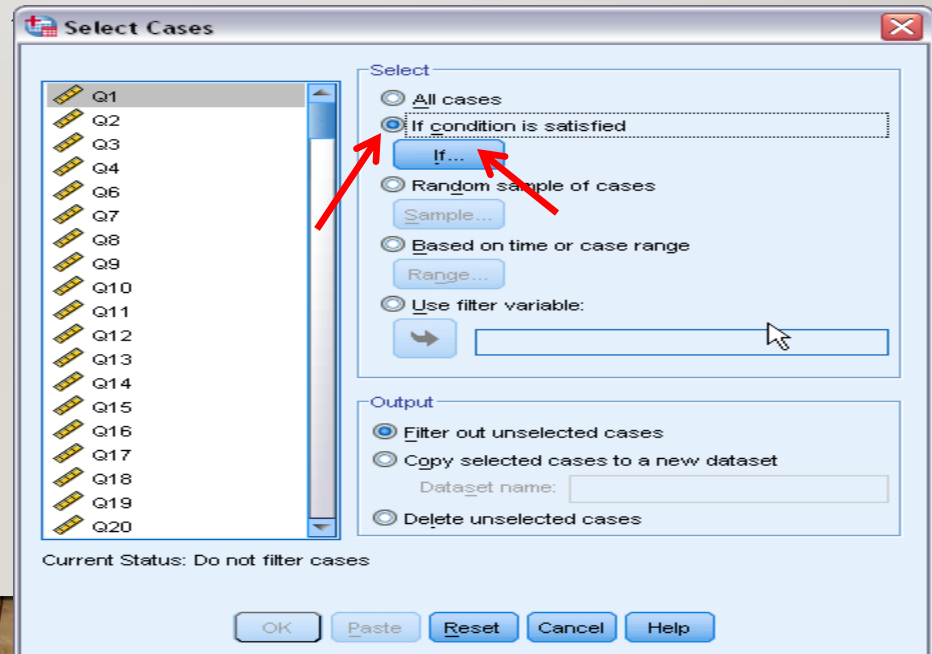 Select Cases
Q1
Q2
Q3
Q4
Q6
Q7
Q8
Q9
Q10
Q11
Q12
Q13
Q14
Q15
Q16
Q17
Q18
Q19
Q20
Select
All cases
If condition is satisfied
If...
Random sample of cases
Sample...
Based on time or case range
Range...
Use filter variable:
Output
Filter out unselected cases
Copy selected cases to a new dataset
Dataset name:
Delete unselected cases
Current Status: Do not filter cases
OK Paste Reset Cancel Help